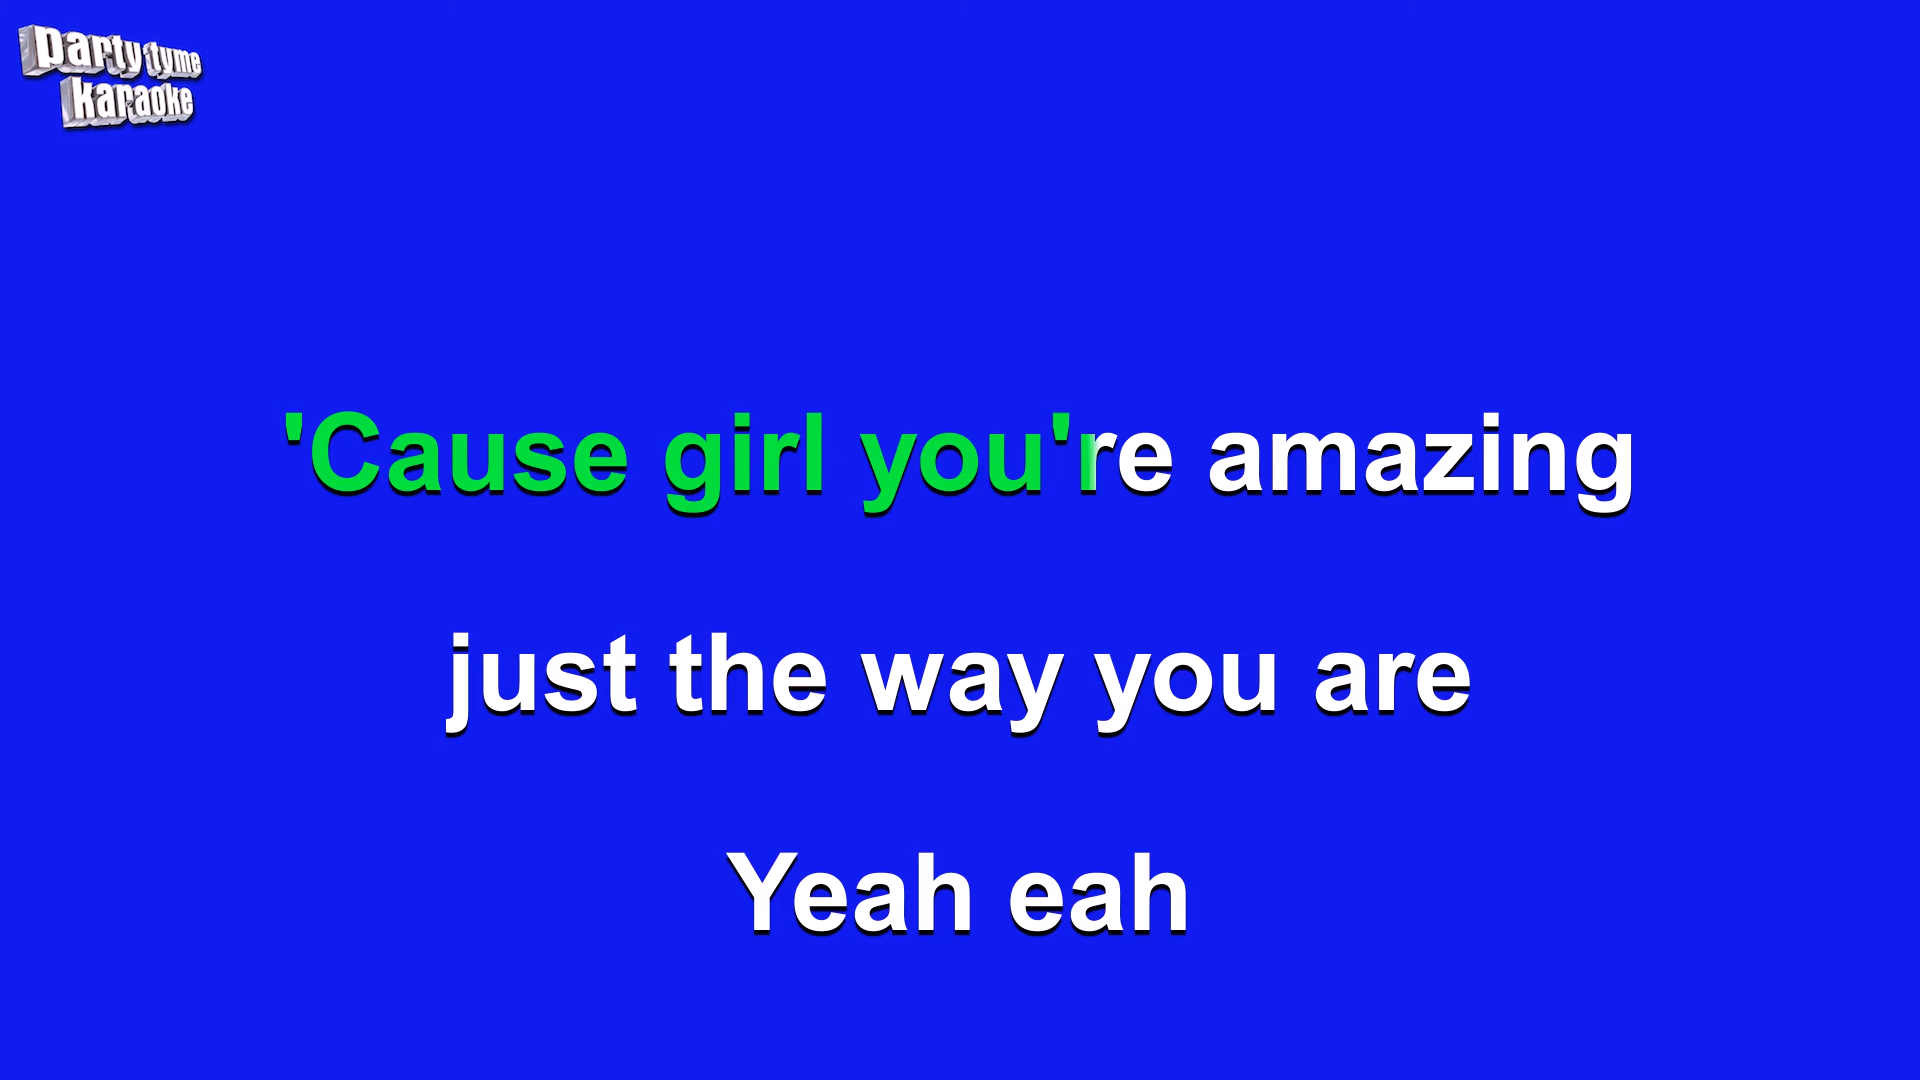 party tyme
karaoke
'Cause girl you're amazing
just the way you are
Yeah eah